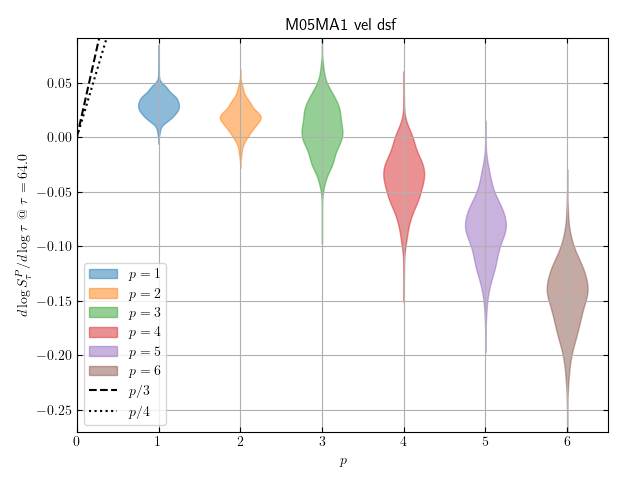 M05MA1 vel dsf
d log S_τ^P / d log τ @ τ = 64.0
0.05
0.00
−0.05
−0.10
−0.15
−0.20
−0.25
p = 1
p = 2
p = 3
p = 4
p = 5
p = 6
p/3
p/4
0 1 2 3 4 5 6
p